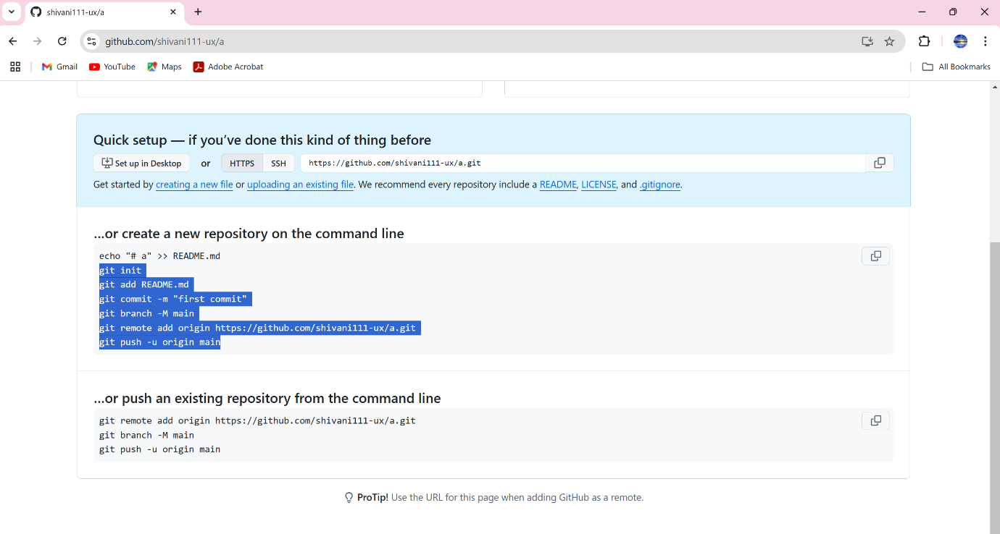 shivani111-ux/a
github.com/shivani111-ux/a
Gmail YouTube Maps Adobe Acrobat All Bookmarks
Quick setup — if you've done this kind of thing before
Set up in Desktop or HTTPS SSH https://github.com/shivani111-ux/a.git
Get started by creating a new file or uploading an existing file. We recommend every repository include a README, LICENSE, and .gitignore.
...or create a new repository on the command line
echo "# a" >> README.md
git init
git add README.md
git commit -m "first commit"
git branch -M main
git remote add origin https://github.com/shivani111-ux/a.git
git push -u origin main
...or push an existing repository from the command line
git remote add origin https://github.com/shivani111-ux/a.git
git branch -M main
git push -u origin main
ProTip! Use the URL for this page when adding GitHub as a remote.